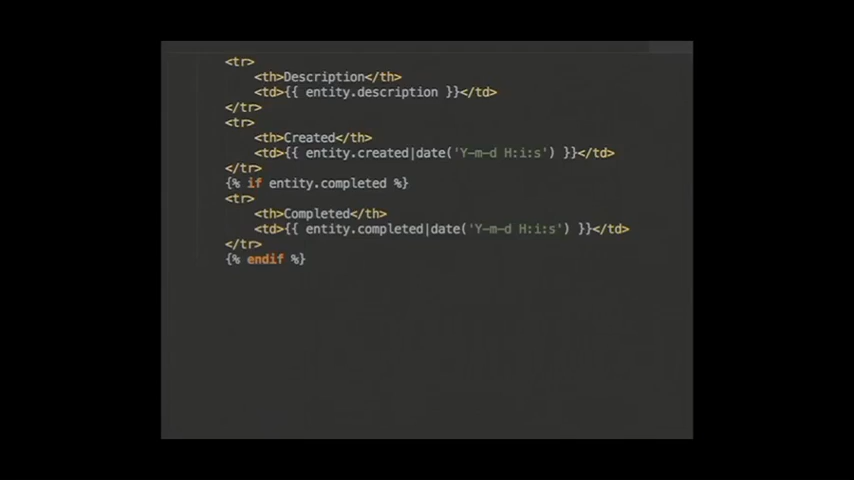 <tr>
<th>Description</th>
<td>{{ entity.description }}</td>
</tr>
<tr>
<th>Created</th>
<td>{{ entity.created|date('Y-m-d H:i:s') }}</td>
</tr>
{% if entity.completed %}
<tr>
<th>Completed</th>
<td>{{ entity.completed|date('Y-m-d H:i:s') }}</td>
</tr>
{% endif %}